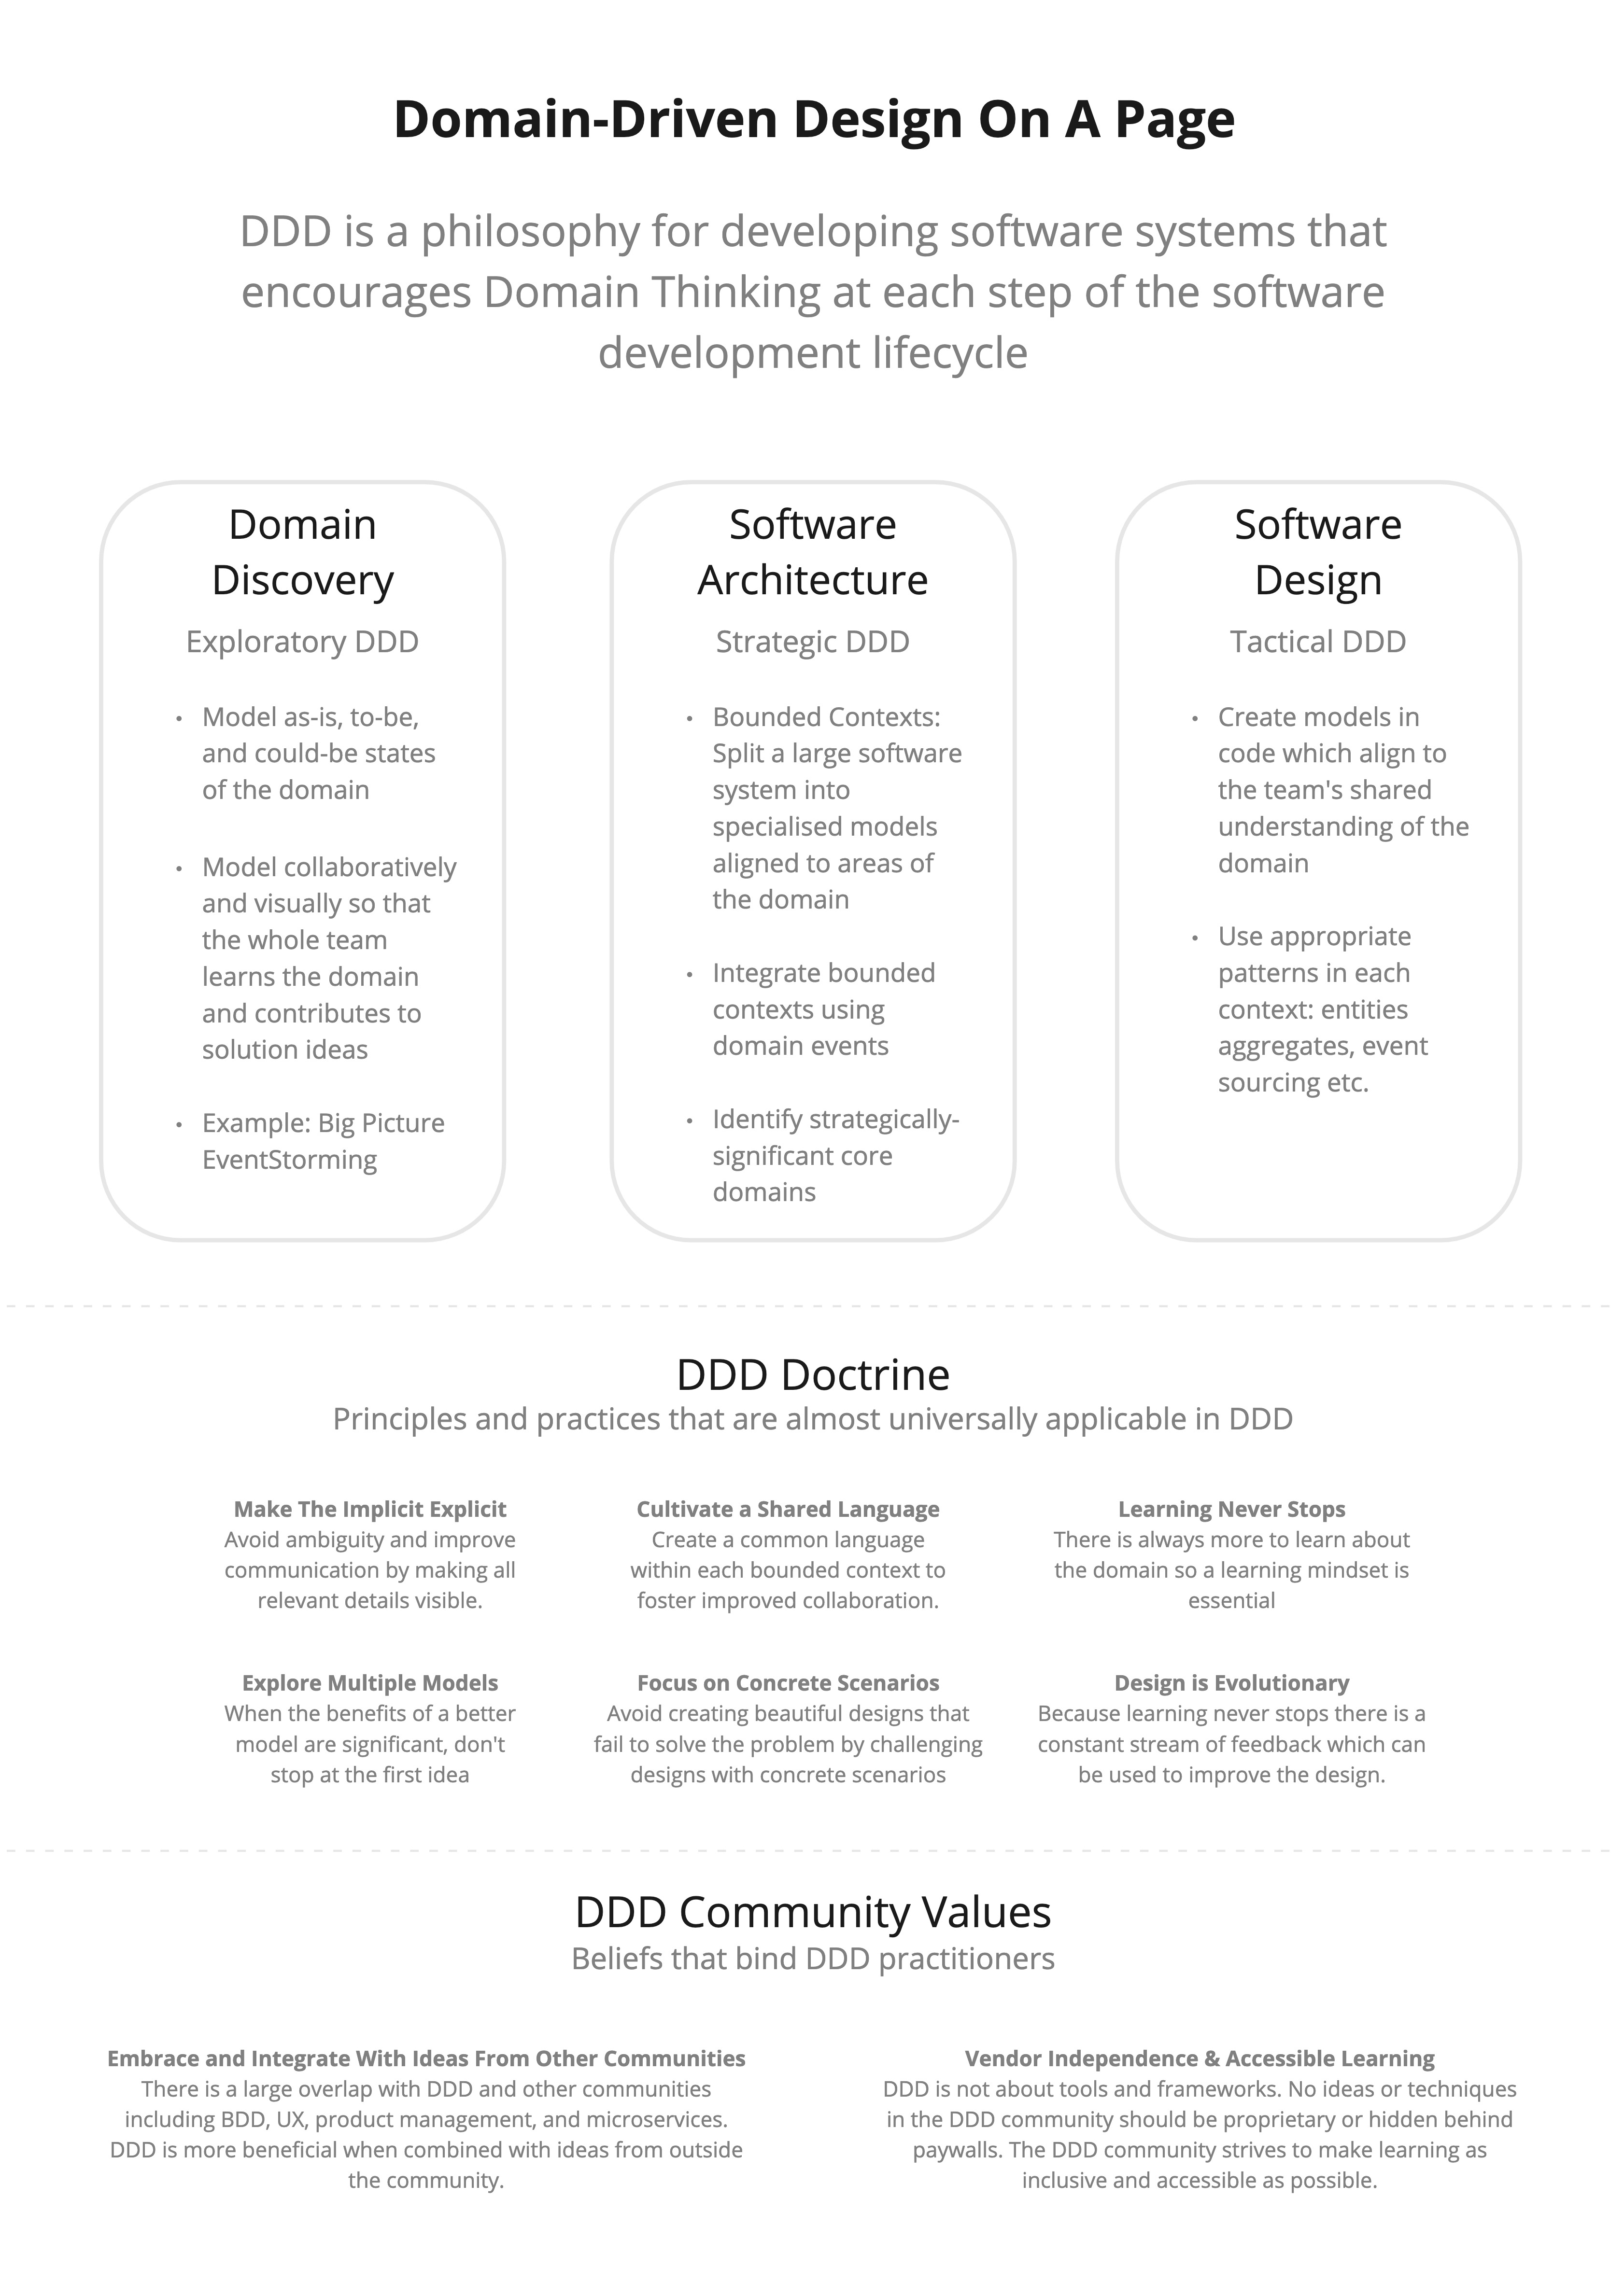 Domain-Driven Design On A Page
DDD is a philosophy for developing software systems that
encourages Domain Thinking at each step of the software
development lifecycle
Domain
Discovery
Exploratory DDD
• Model as-is, to-be,
and could-be states
of the domain
• Model collaboratively
and visually so that
the whole team
learns the domain
and contributes to
solution ideas
• Example: Big Picture
EventStorming
Software
Architecture
Strategic DDD
• Bounded Contexts:
Split a large software
system into
specialised models
aligned to areas of
the domain
• Integrate bounded
contexts using
domain events
• Identify strategically-
significant core
domains
Software
Design
Tactical DDD
• Create models in
code which align to
the team's shared
understanding of the
domain
• Use appropriate
patterns in each
context: entities
aggregates, event
sourcing etc.
DDD Doctrine
Principles and practices that are almost universally applicable in DDD
Make The Implicit Explicit
Avoid ambiguity and improve
communication by making all
relevant details visible.
Cultivate a Shared Language
Create a common language
within each bounded context to
foster improved collaboration.
Learning Never Stops
There is always more to learn about
the domain so a learning mindset is
essential
Explore Multiple Models
When the benefits of a better
model are significant, don't
stop at the first idea
Focus on Concrete Scenarios
Avoid creating beautiful designs that
fail to solve the problem by challenging
designs with concrete scenarios
Design is Evolutionary
Because learning never stops there is a
constant stream of feedback which can
be used to improve the design.
DDD Community Values
Beliefs that bind DDD practitioners
Embrace and Integrate With Ideas From Other Communities
There is a large overlap with DDD and other communities
including BDD, UX, product management, and microservices.
DDD is more beneficial when combined with ideas from outside
the community.
Vendor Independence & Accessible Learning
DDD is not about tools and frameworks. No ideas or techniques
in the DDD community should be proprietary or hidden behind
paywalls. The DDD community strives to make learning as
inclusive and accessible as possible.